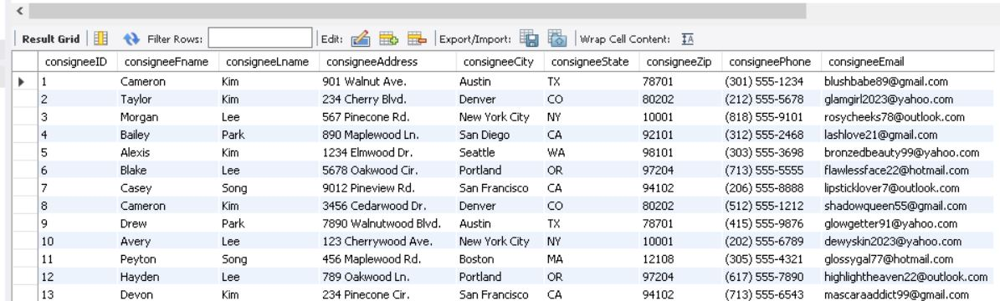 Result Grid Filter Rows: Edit: Export/Import: Wrap Cell Content: IA
consigneeID consigneeFname consigneeLname consigneeAddress consigneeCity consigneeState consigneeZip consigneePhone consigneeEmail
1 Cameron Kim 901 Walnut Ave. Austin TX 78701 (301) 555-1234 blushbabe89@gmail.com
2 Taylor Kim 234 Cherry Blvd. Denver CO 80202 (212) 555-5678 glamgirl2023@yahoo.com
3 Morgan Lee 567 Pinecone Rd. New York City NY 10001 (818) 555-9101 rosycheeks78@outlook.com
4 Bailey Park 890 Maplewood Ln. San Diego CA 92101 (312) 555-2468 lashlove21@gmail.com
5 Alexis Kim 1234 Elmwood Dr. Seattle WA 98101 (303) 555-3698 bronzedbeauty99@yahoo.com
6 Blake Lee 5678 Oakwood Cir. Portland OR 97204 (713) 555-5555 flawlessface22@hotmail.com
7 Casey Song 9012 Pineview Rd. San Francisco CA 94102 (206) 555-8888 lipsticklover7@outlook.com
8 Cameron Kim 3456 Cedarwood Dr. Denver CO 80202 (512) 555-1212 shadowqueen55@gmail.com
9 Drew Park 7890 Walnutwood Blvd. Austin TX 78701 (415) 555-9876 glowgetter91@yahoo.com
10 Avery Lee 123 Cherrywood Ave. New York City NY 10001 (202) 555-6789 dewyskin2023@yahoo.com
11 Peyton Song 456 Maplewood Rd. Boston MA 12108 (305) 555-4321 glossygal77@hotmail.com
12 Hayden Lee 789 Oakwood Ln. Portland OR 97204 (617) 555-7890 highlightheaven22@outlook.com
13 Devon Kim 234 Pinecone Cir. San Francisco CA 94102 (713) 555-6543 mascaraaddict99@gmail.com